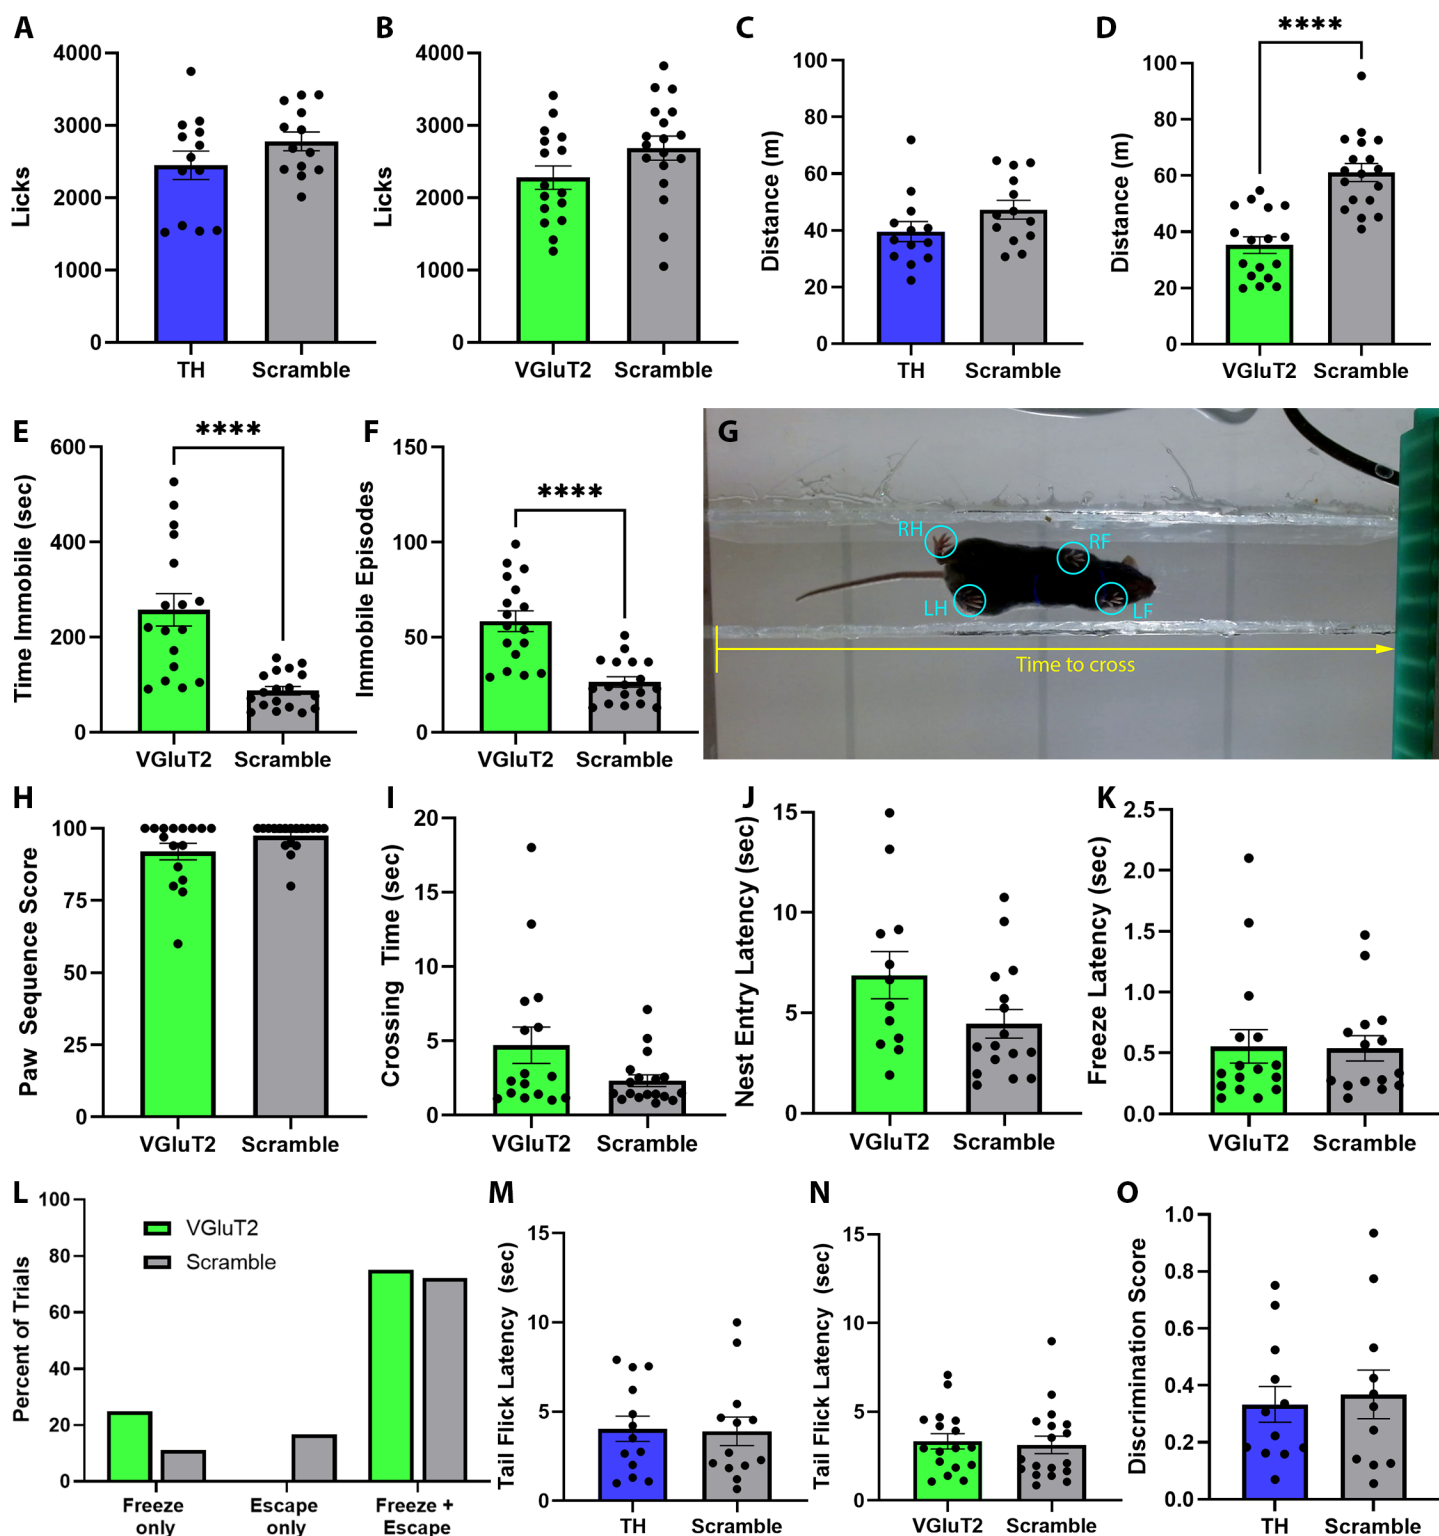 A
Licks
4000
3000
2000
1000
0
TH
Scramble
B
Licks
4000
3000
2000
1000
0
VGluT2
Scramble
C
Distance (m)
100
80
60
40
20
0
TH
Scramble
D
****
Distance (m)
100
80
60
40
20
0
VGluT2
Scramble
E
****
Time Immobile (sec)
600
400
200
0
VGluT2
Scramble
F
****
Immobile Episodes
150
100
50
0
VGluT2
Scramble
G
RH
RF
LH
LF
Time to cross
H
Paw Sequence Score
100
75
50
25
0
VGluT2
Scramble
I
Crossing Time (sec)
20
15
10
5
0
VGluT2
Scramble
J
Nest Entry Latency (sec)
15
10
5
0
VGluT2
Scramble
K
Freeze Latency (sec)
2.5
2.0
1.5
1.0
0.5
0.0
VGluT2
Scramble
L
Percent of Trials
100
80
60
40
20
0
VGluT2
Scramble
Freeze
only
Escape
only
Freeze +
Escape
M
Tail Flick Latency (sec)
15
10
5
0
TH
Scramble
N
Tail Flick Latency (sec)
15
10
5
0
VGluT2
Scramble
O
Discrimination Score
1.0
0.8
0.6
0.4
0.2
0.0
TH
Scramble